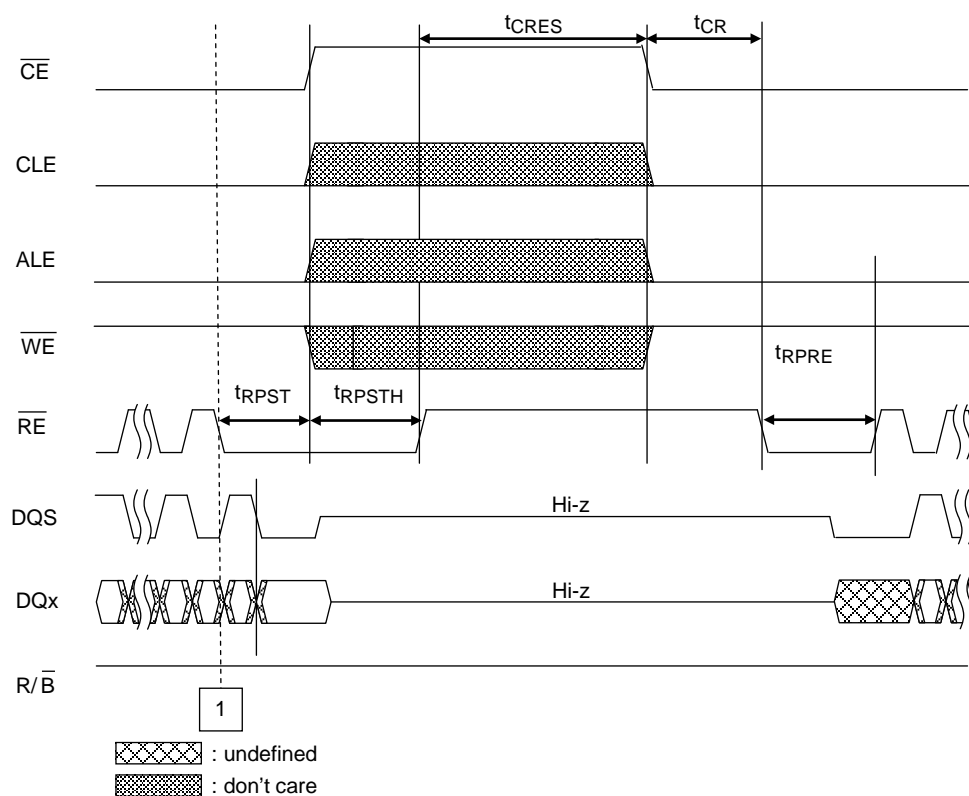 tCRES
tCR
CE
CLE
ALE
WE
tRPRE
tRPST
tRPSTH
RE
DQS
Hi-z
DQx
Hi-z
R/B
1
: undefined
: don't care